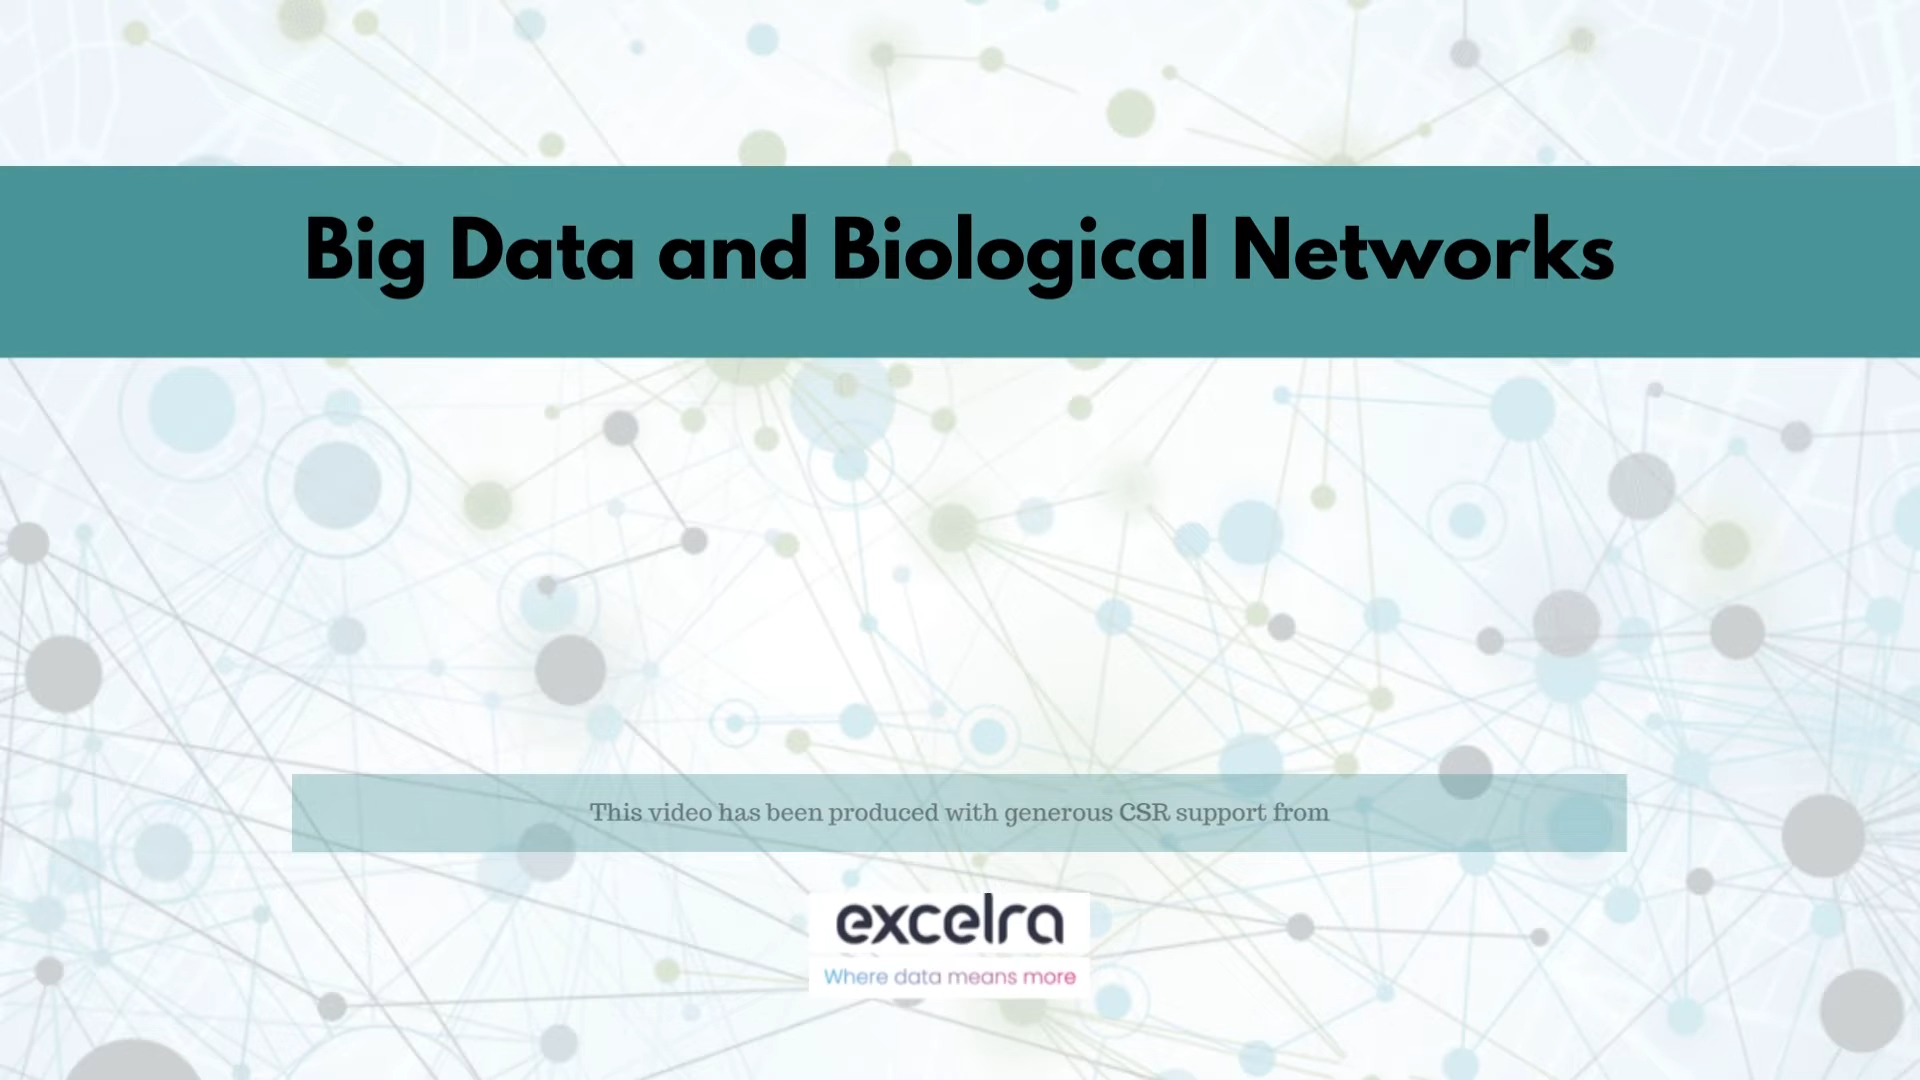 Big Data and Biological Networks
This video has been produced with generous CSR support from
excelra
Where data means more